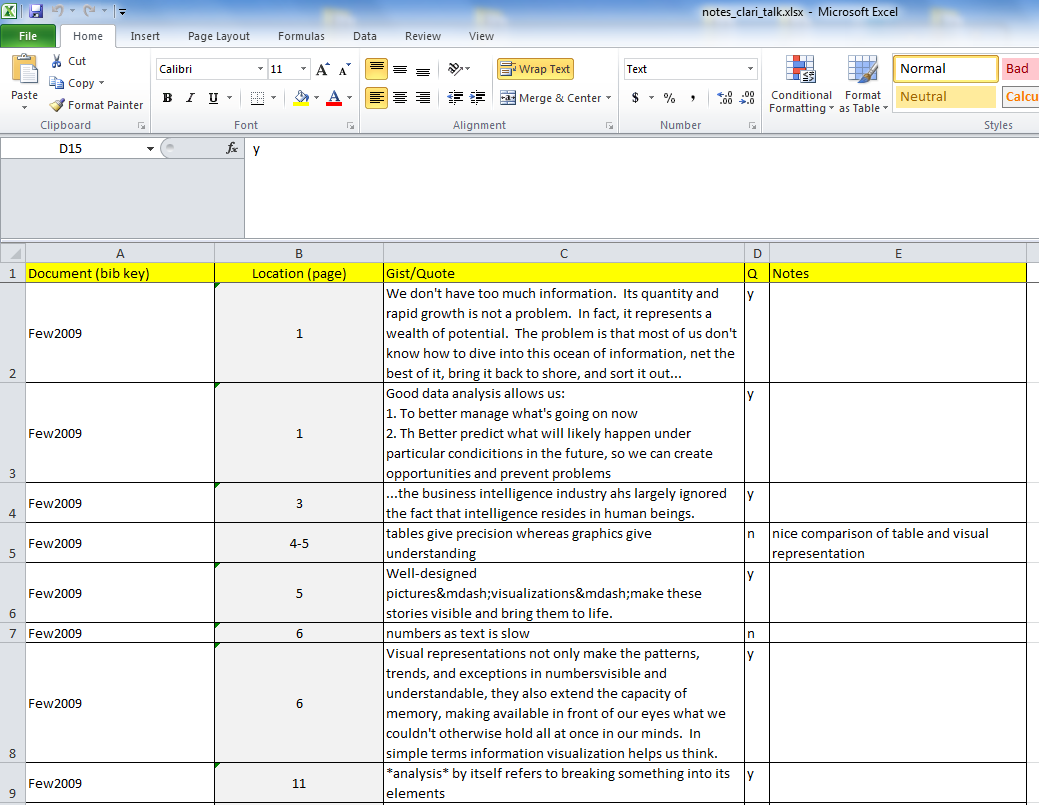 notes_clari_talk.xlsx - Microsoft Excel
File Home Insert Page Layout Formulas Data Review View
Paste
Cut
Copy
Format Painter
Clipboard
Calibri 11 A A
B I U A
Font
Wrap Text
Merge & Center
Alignment
Text
$ % , .00 .00
Number
Conditional Formatting
Format as Table
Normal Bad
Neutral Calcu
Styles
D15 fx y
A B C D E
1 Document (bib key) Location (page) Gist/Quote Q Notes
2 Few2009 1 y
We don't have too much information. Its quantity and
rapid growth is not a problem. In fact, it represents a
wealth of potential. The problem is that most of us don't
know how to dive into this ocean of information, net the
best of it, bring it back to shore, and sort it out...
3 Few2009 1 y
Good data analysis allows us:
1. To better manage what's going on now
2. Th Better predict what will likely happen under
particular condicitions in the future, so we can create
opportunities and prevent problems
4 Few2009 3 y
...the business intelligence industry ahs largely ignored
the fact that intelligence resides in human beings.
5 Few2009 4-5 n
tables give precision whereas graphics give
understanding
nice comparison of table and visual
representation
6 Few2009 5 y
Well-designed
pictures&mdash;visualizations&mdash;make these
stories visible and bring them to life.
7 Few2009 6 numbers as text is slow n
8 Few2009 6 y
Visual representations not only make the patterns,
trends, and exceptions in numbersvisible and
understandable, they also extend the capacity of
memory, making available in front of our eyes what we
couldn't otherwise hold all at once in our minds. In
simple terms information visualization helps us think.
9 Few2009 11 y
*analysis* by itself refers to breaking something into its
elements